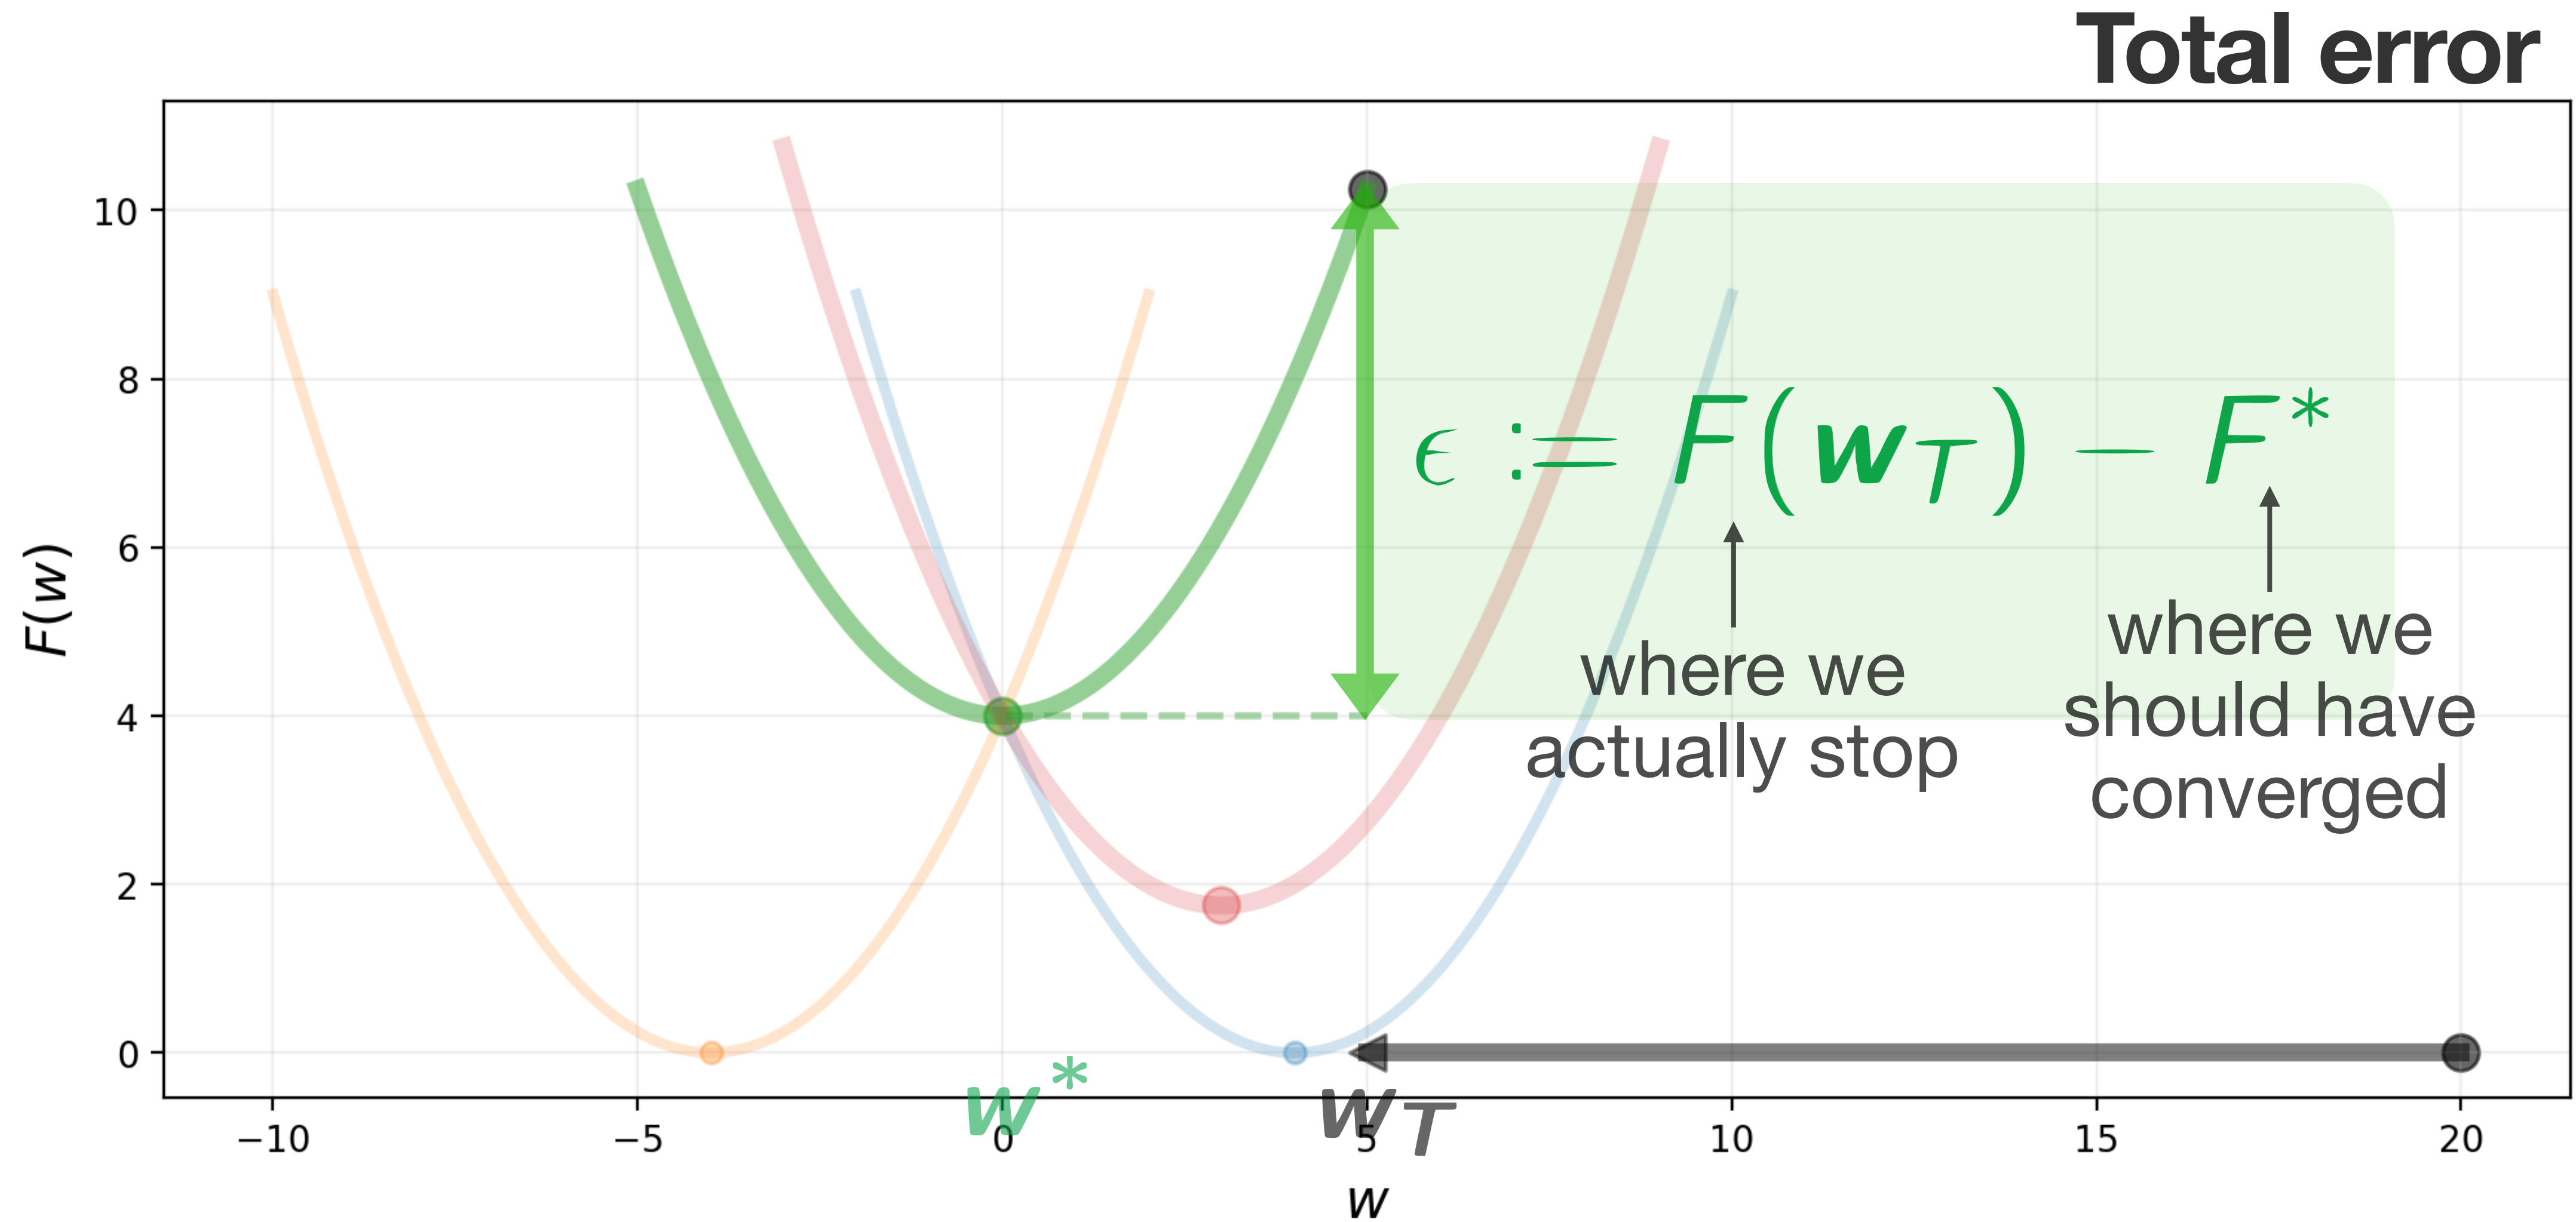 Total error
10
8
6
4
2
0
F(w)
ϵ := F(w_T) − F*
where we
actually stop
where we
should have
converged
w*
w_T
−10
−5
0
5
10
15
20
w